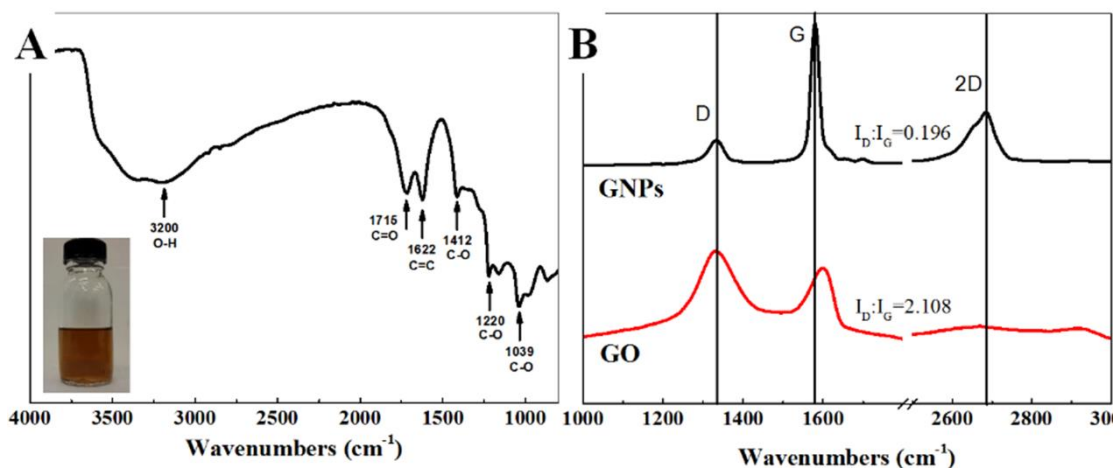 A
3200
O-H
1715
C=O
1622
C=C
1412
C-O
1220
C-O
1039
C-O
4000 3500 3000 2500 2000 1500 1000
Wavenumbers (cm⁻¹)
B
D
G
2D
I_D:I_G=0.196
GNPs
I_D:I_G=2.108
GO
1000 1200 1400 1600 2600 2800 300
Wavenumbers (cm⁻¹)